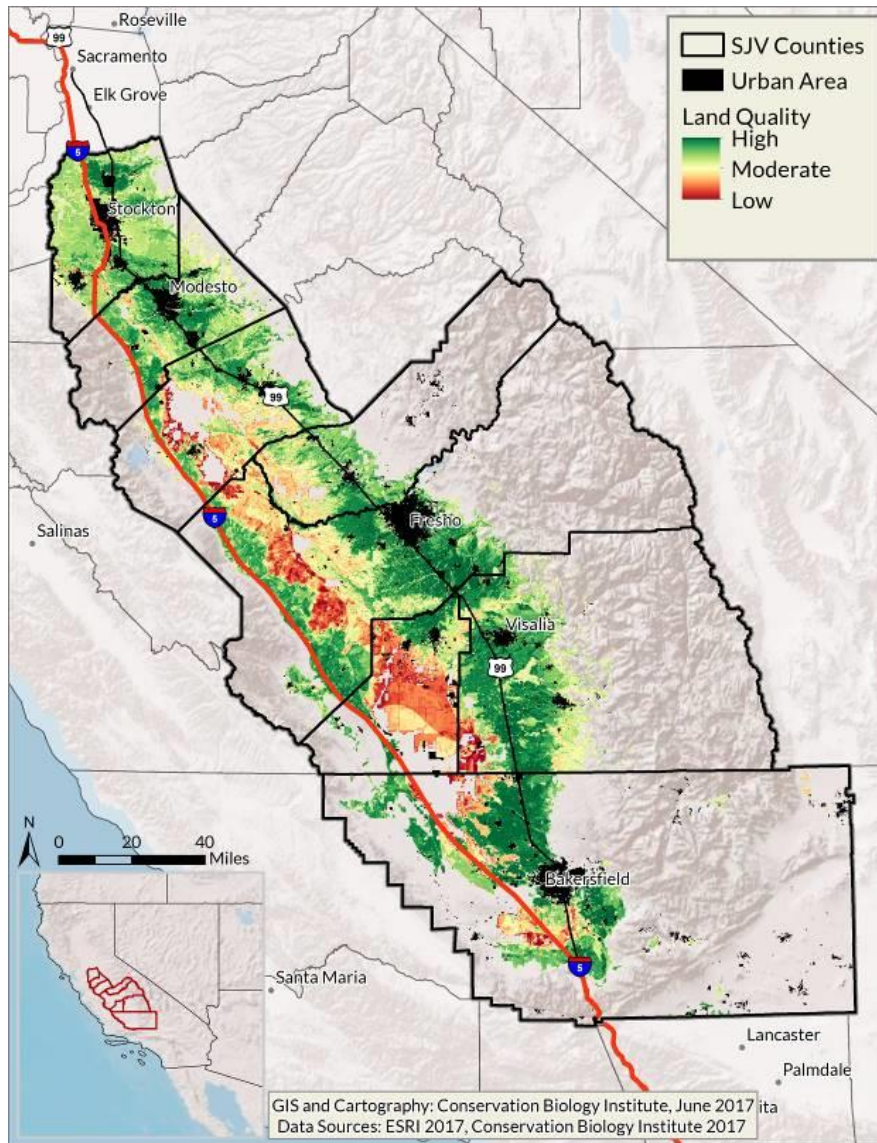 Roseville
99
Sacramento
Elk Grove
SJV Counties
Urban Area
Land Quality
High
Moderate
Low
5
Stockton
Modesto
99
Salinas
5
Fresno
Visalia
99
N
0 20 40
Miles
Bakersfield
5
Santa Maria
Lancaster
Palmdale
ita
GIS and Cartography: Conservation Biology Institute, June 2017
Data Sources: ESRI 2017, Conservation Biology Institute 2017